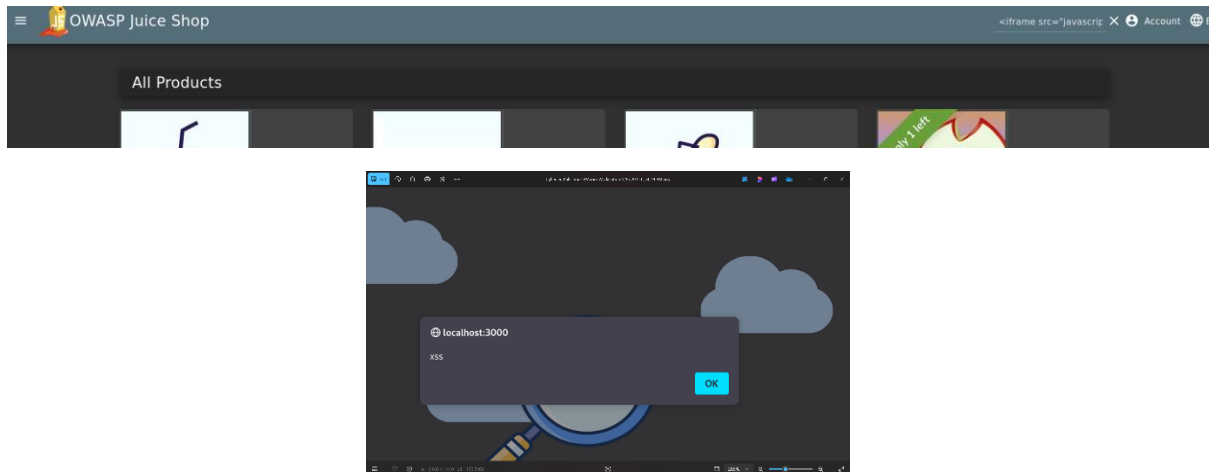 OWASP Juice Shop
<iframe src="javascrip
Account
All Products
only 1 left
localhost:3000
xss
OK